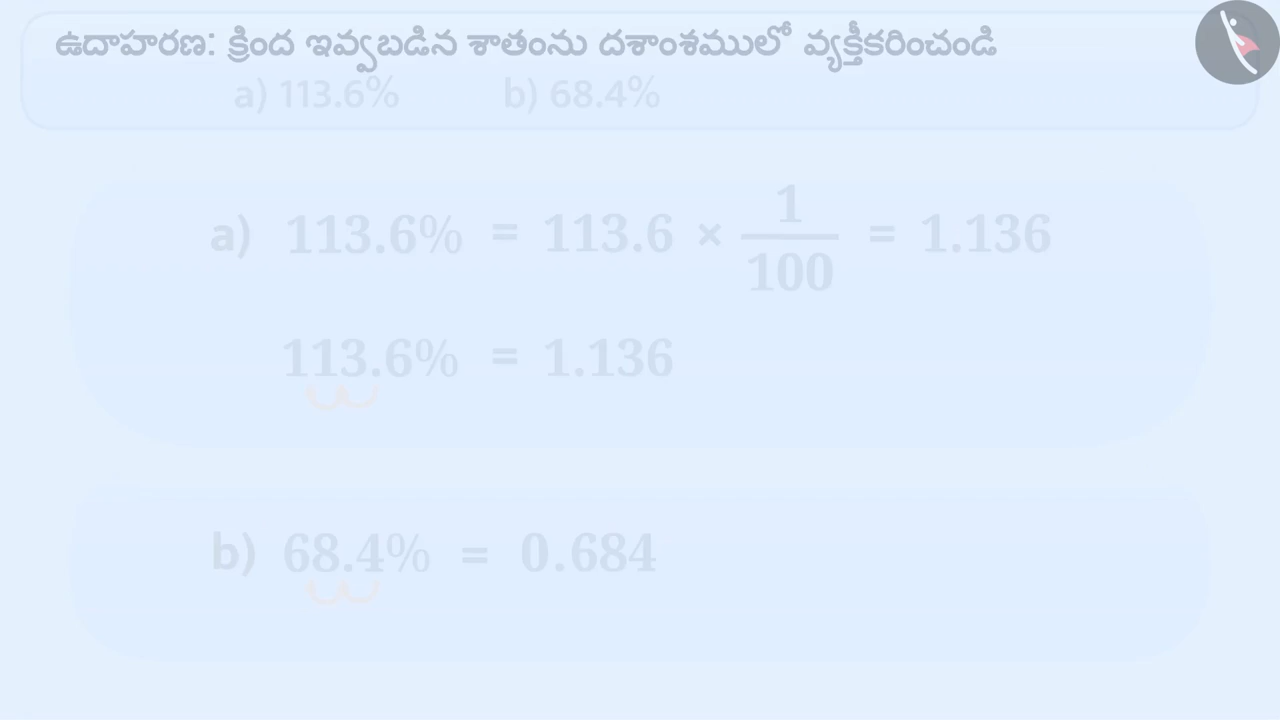 ఉదాహరణ: క్రింద ఇవ్వబడిన శాతంను దశాంశములో వ్యక్తీకరించండి
a) 113.6% b) 68.4%
a) 113.6% = 113.6 × 1/100 = 1.136
113.6% = 1.136
b) 68.4% = 0.684